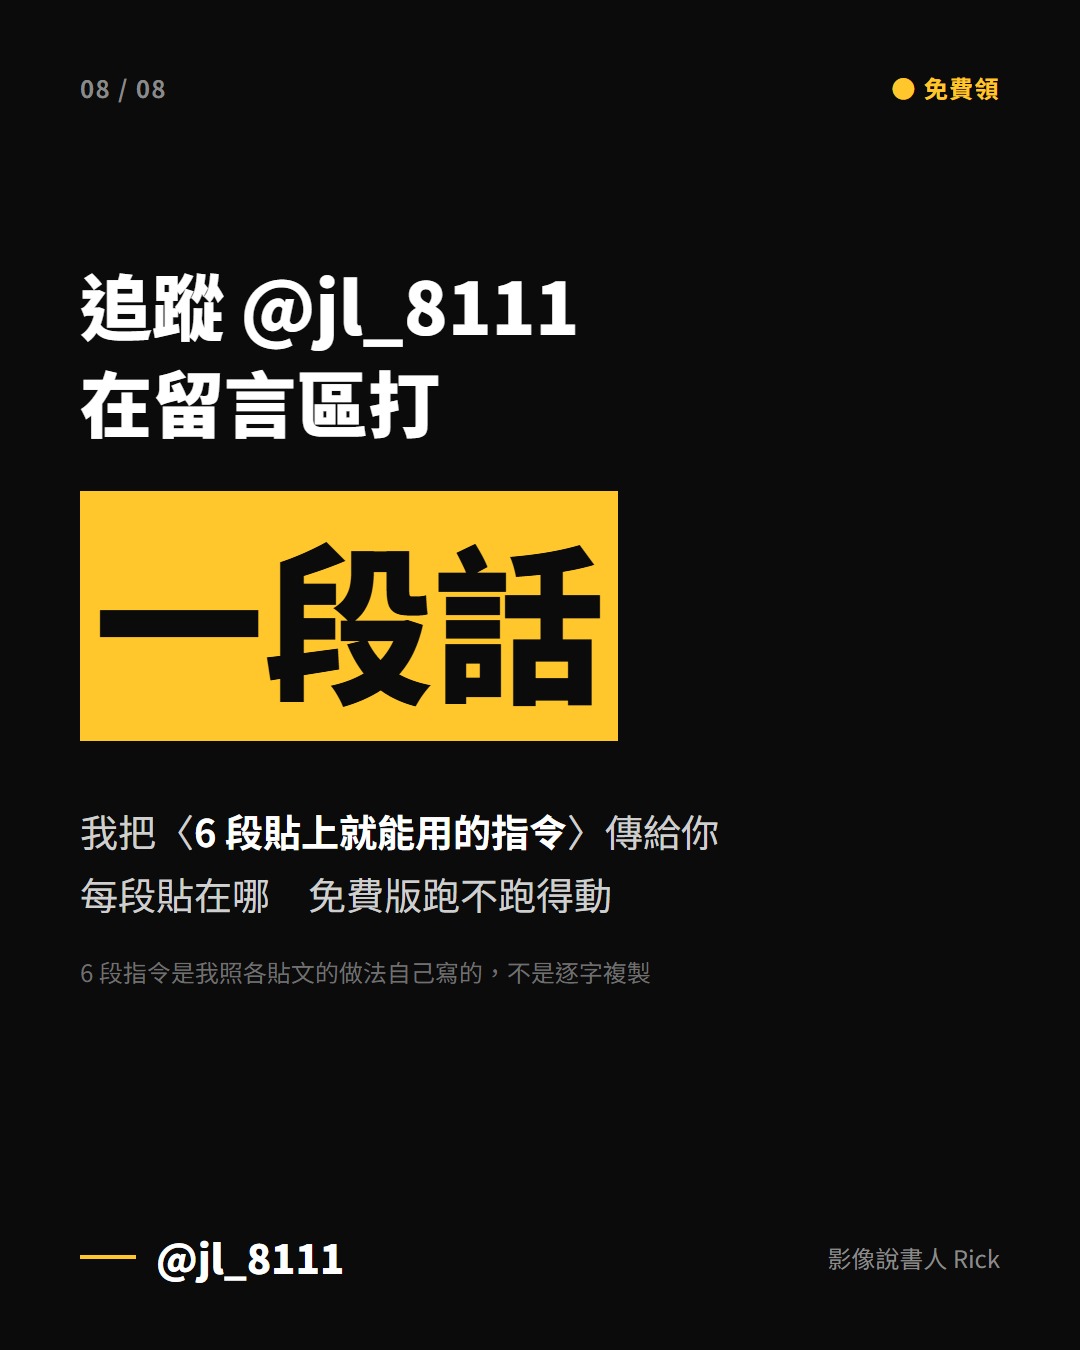 08 / 08
免費領
追蹤 @jl_8111
在留言區打
一段話
我把〈6 段貼上就能用的指令〉傳給你
每段貼在哪　免費版跑不跑得動
6 段指令是我照各貼文的做法自己寫的，不是逐字複製
@jl_8111
影像說書人 Rick